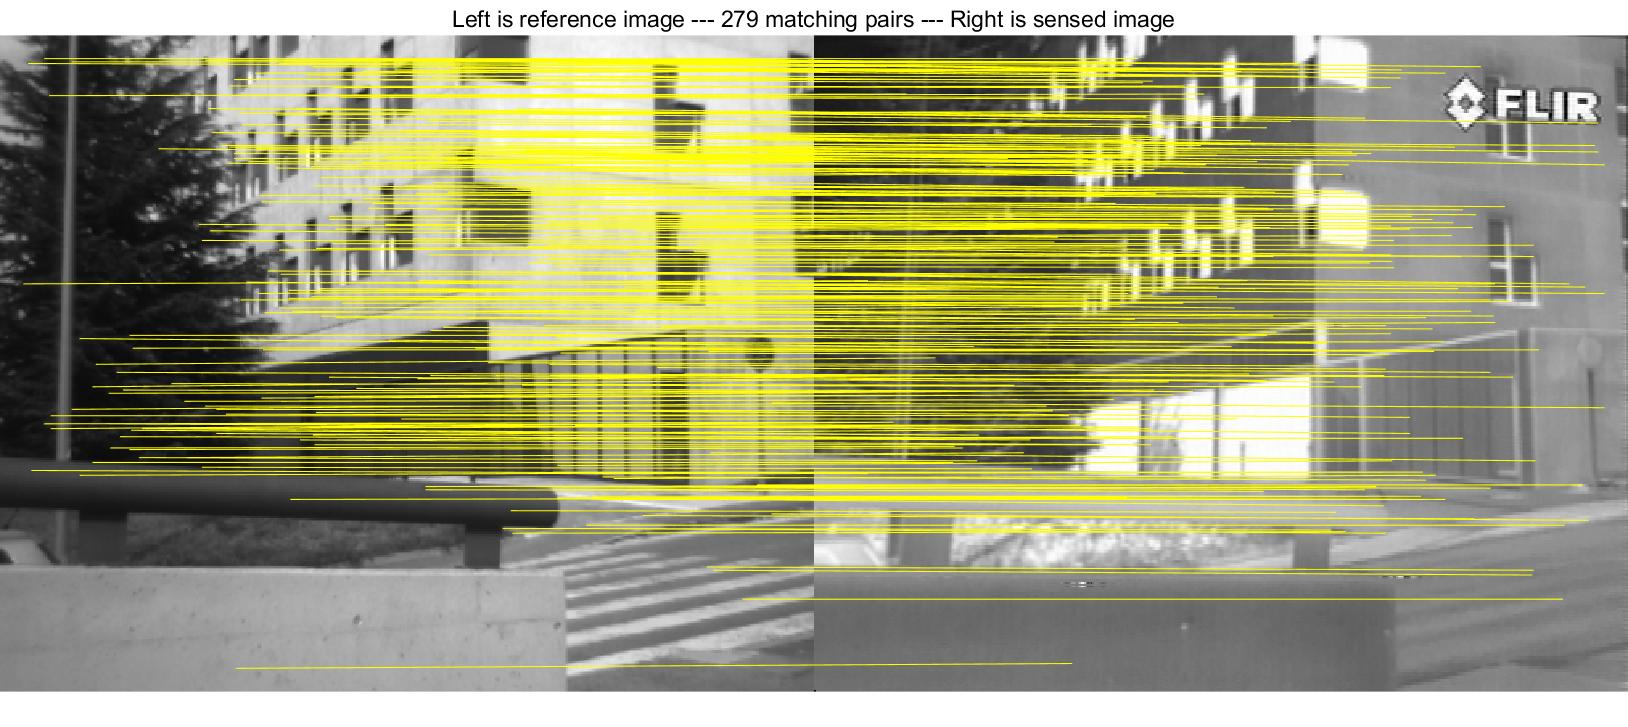 Left is reference image --- 279 matching pairs --- Right is sensed image
FLIR